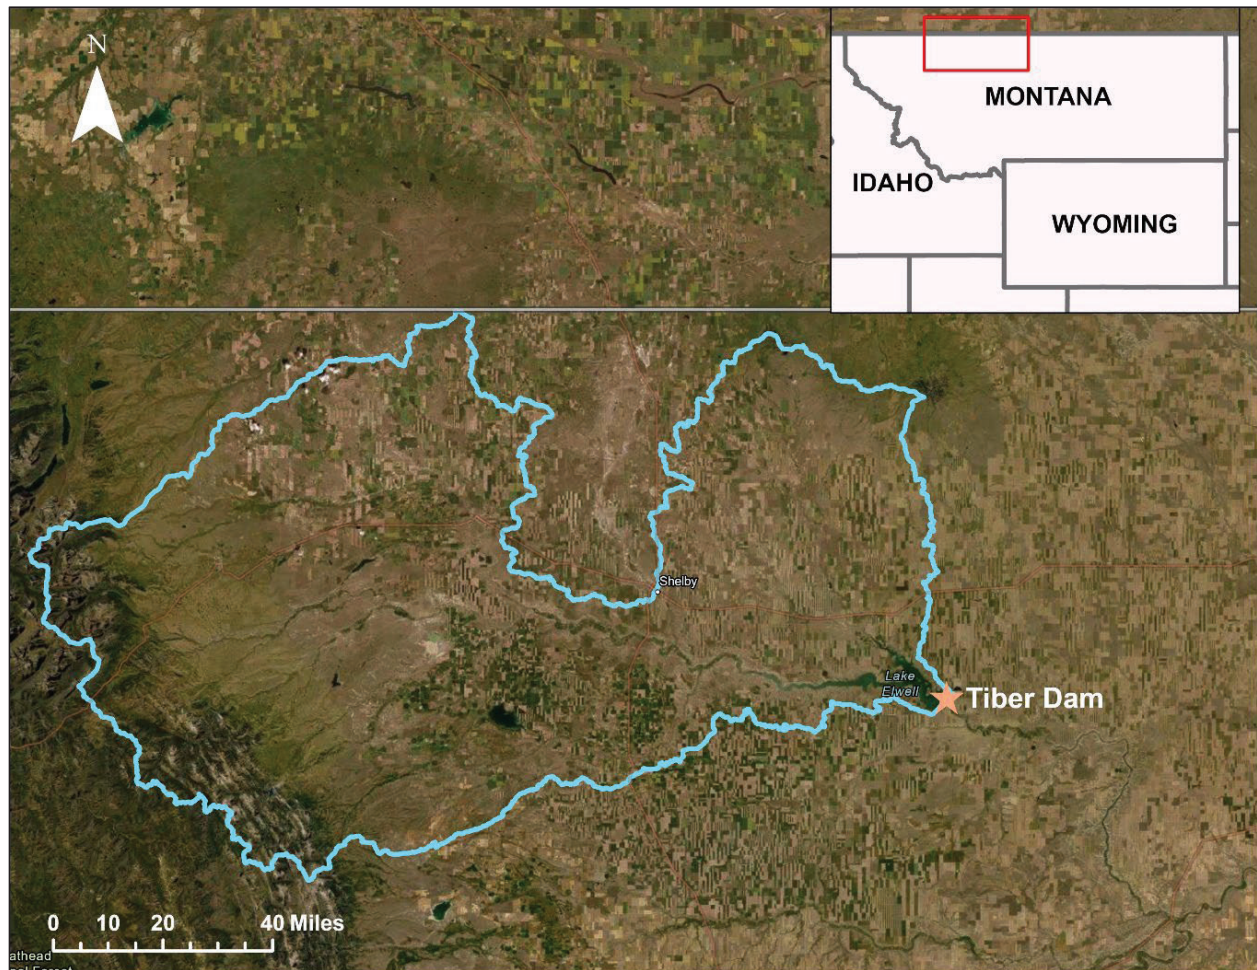 N
MONTANA
IDAHO
WYOMING
Shelby
Lake
Elwell
Tiber Dam
0 10 20 40 Miles
athead